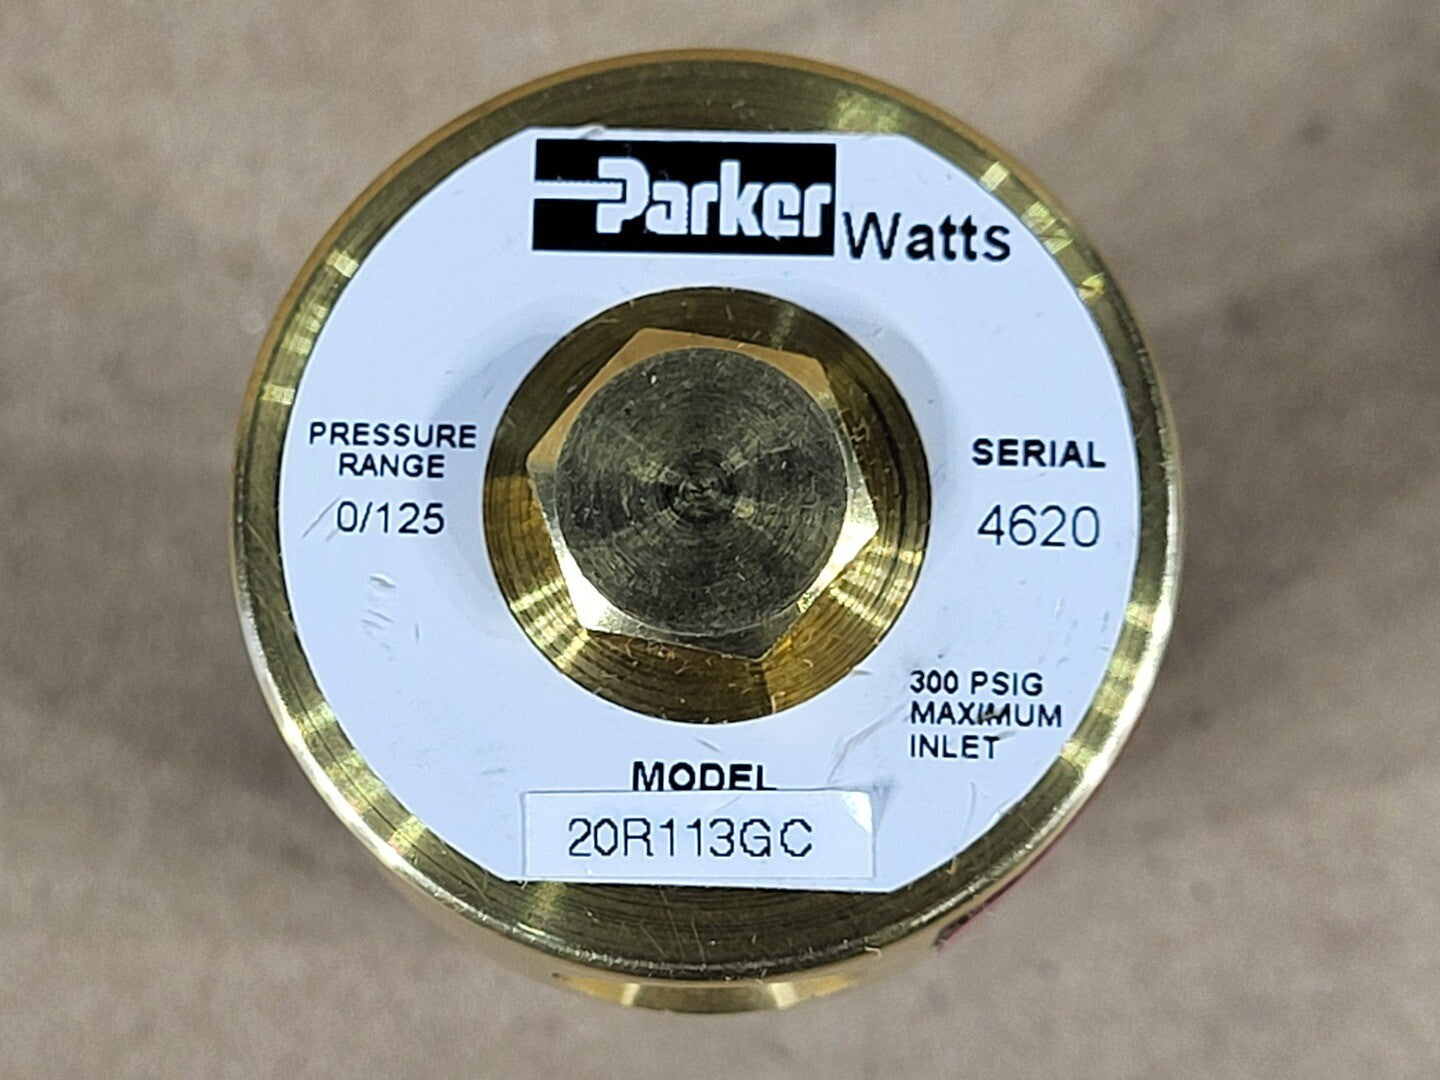 Parker Watts
PRESSURE
RANGE
0/125
SERIAL
4620
300 PSIG
MAXIMUM
INLET
MODEL
20R113GC